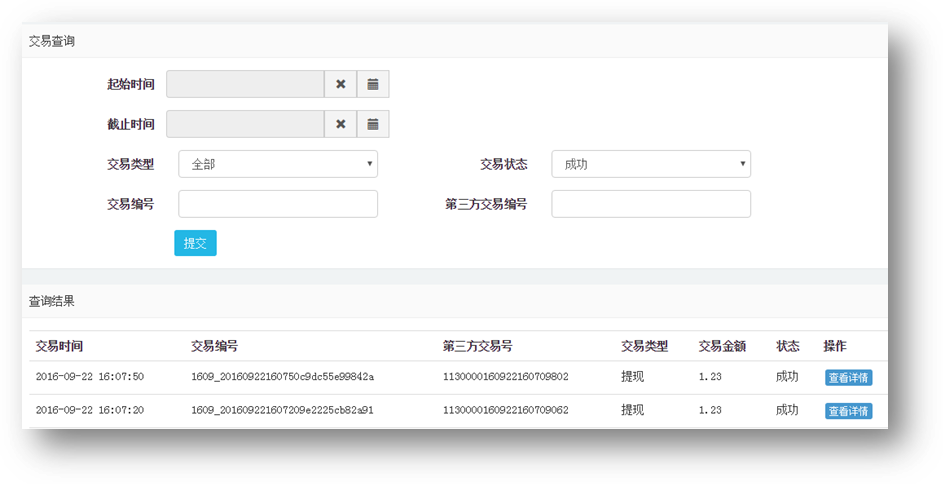 交易查询
起始时间
截止时间
交易类型 全部 交易状态 成功
交易编号 第三方交易编号
提交
查询结果
交易时间 交易编号 第三方交易号 交易类型 交易金额 状态 操作
2016-09-22 16:07:50 1609_20160922160750c9dc55e99842a 1130000160922160709802 提现 1.23 成功 查看详情
2016-09-22 16:07:20 1609_201609221607209e2225cb82a91 1130000160922160709062 提现 1.23 成功 查看详情